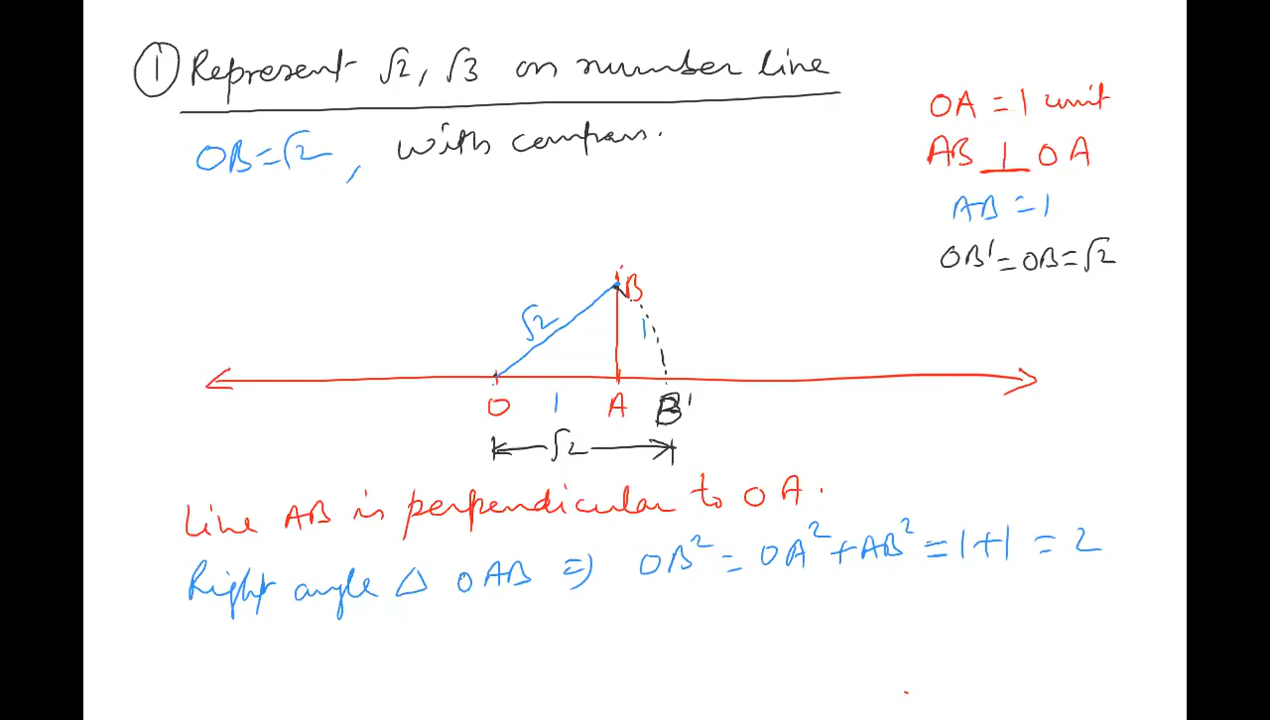 ① Represent √2, √3 on number line
OB = √2, with compass.
OA = 1 unit
AB ⊥ OA
AB = 1
OB' = OB = √2
B
√2
1
O 1 A B'
√2
Line AB is perpendicular to OA.
Right angle △ OAB ⇒ OB² = OA² + AB² = 1+1 = 2